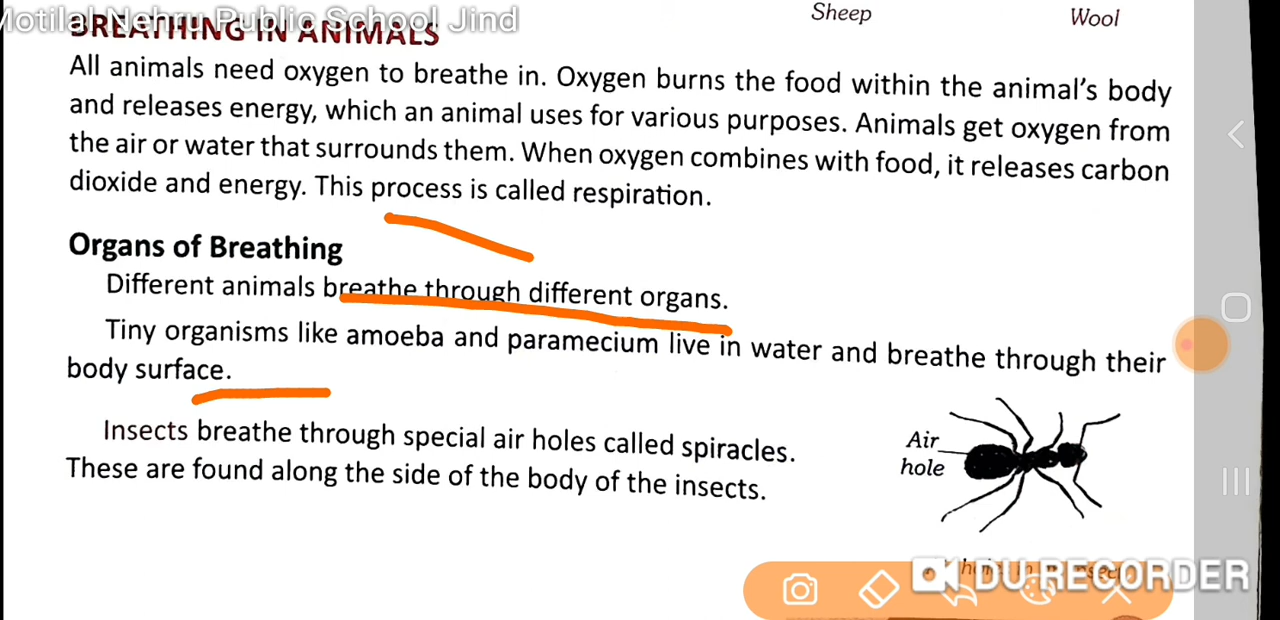 Motilal Nehru Public School Jind
Sheep
Wool
BREATHING IN ANIMALS
All animals need oxygen to breathe in. Oxygen burns the food within the animal's body
and releases energy, which an animal uses for various purposes. Animals get oxygen from
the air or water that surrounds them. When oxygen combines with food, it releases carbon
dioxide and energy. This process is called respiration.
Organs of Breathing
Different animals breathe through different organs.
Tiny organisms like amoeba and paramecium live in water and breathe through their
body surface.
Insects breathe through special air holes called spiracles.
These are found along the side of the body of the insects.
Air
hole
DU RECORDER